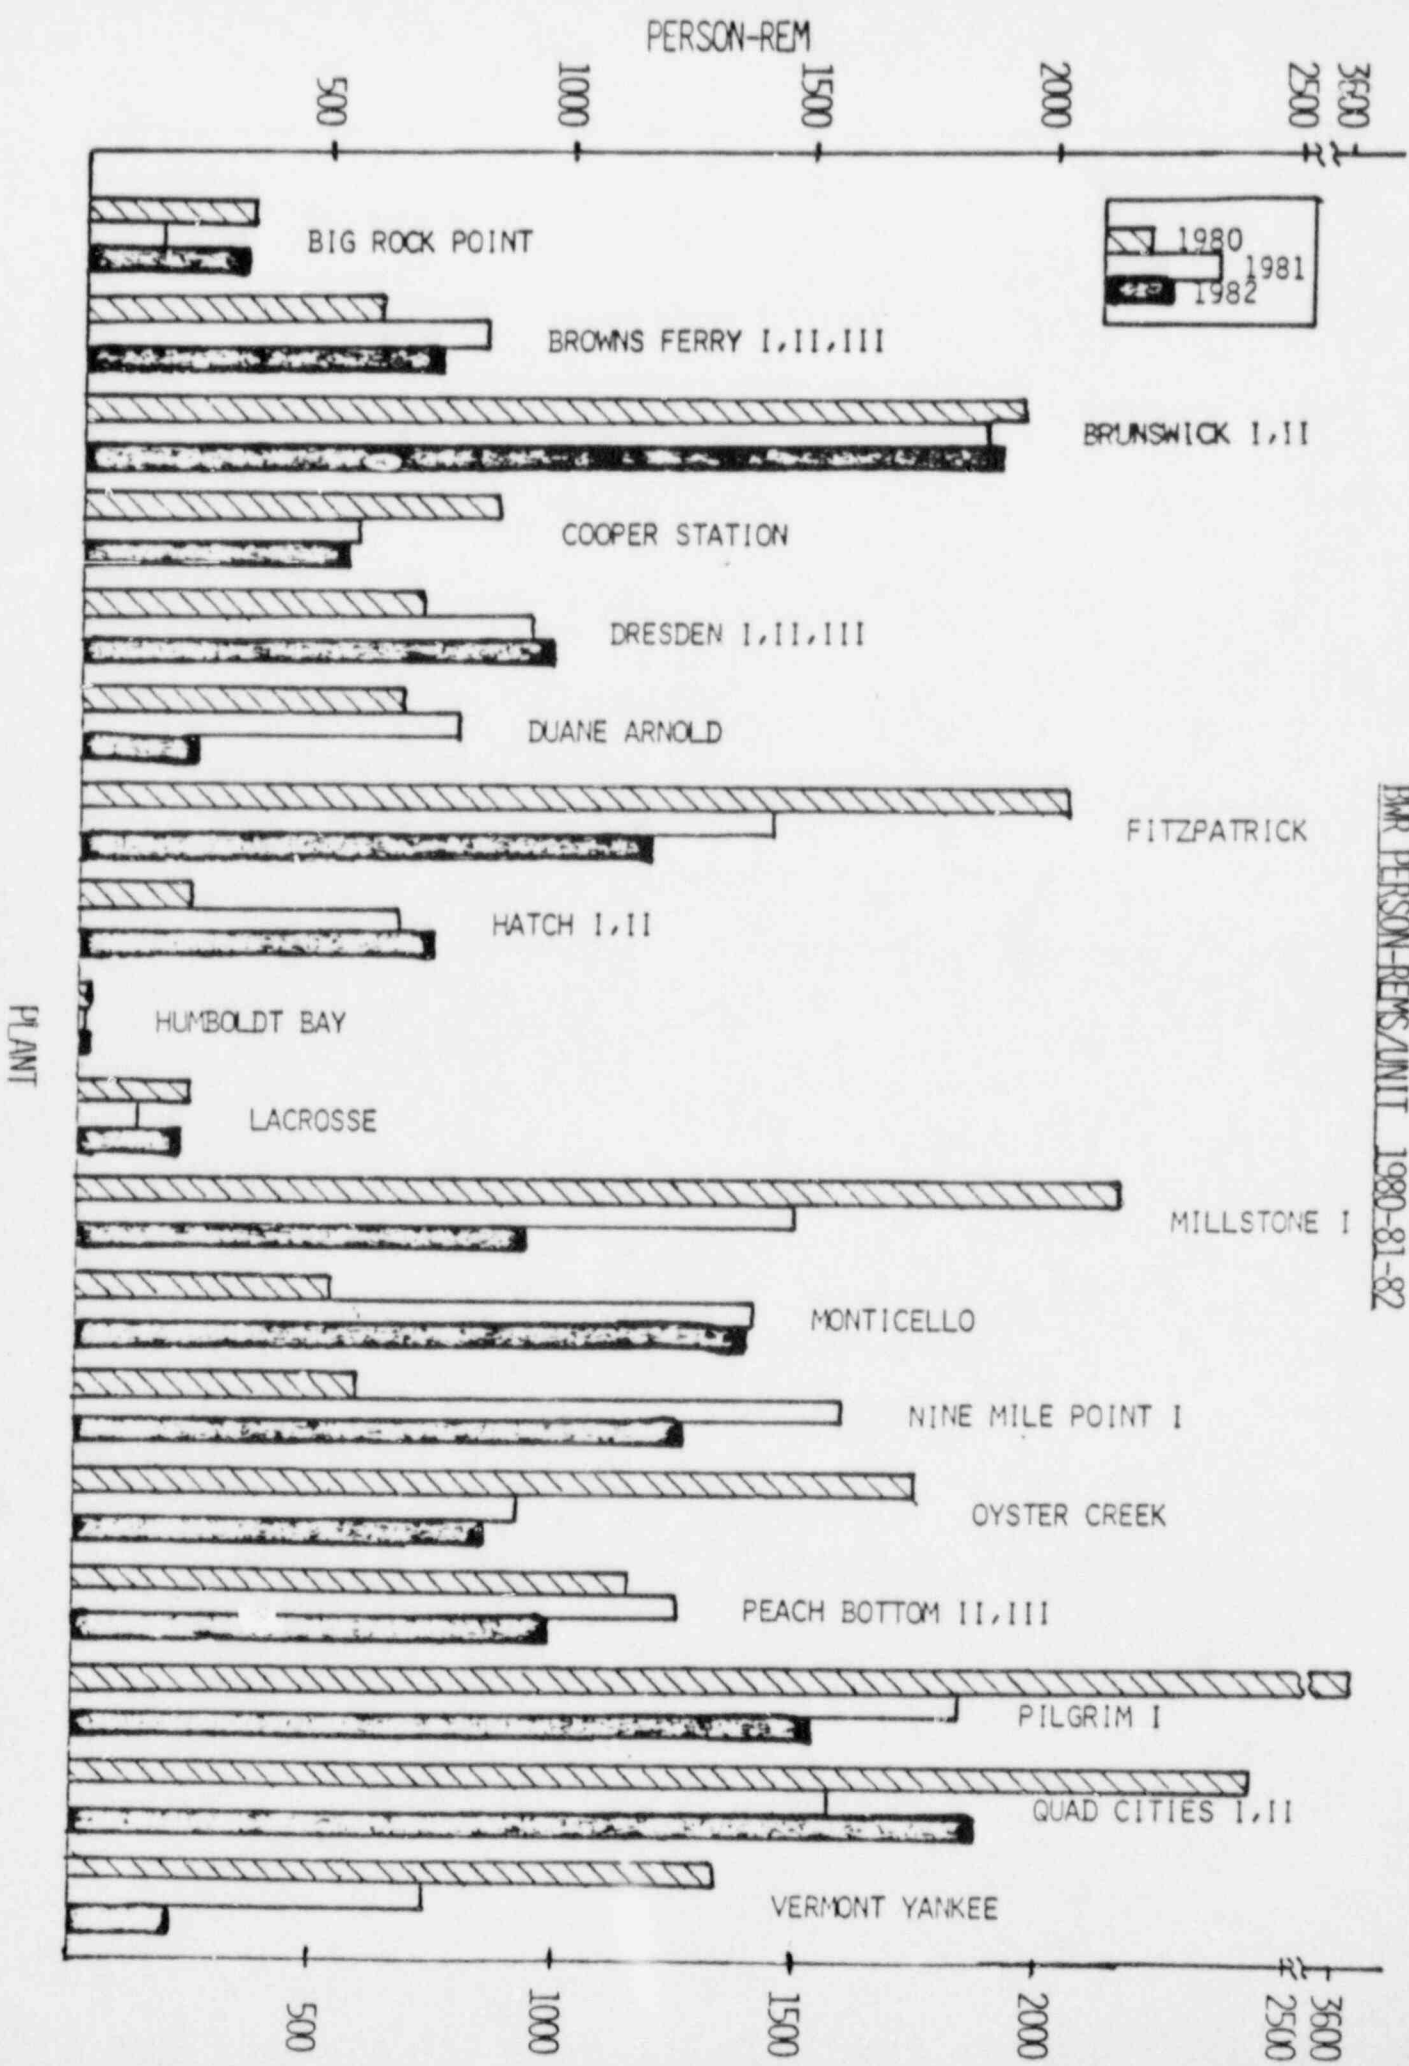 PERSON-REM
500
1000
1500
2000
2500
3600
1980
1981
1982
BIG ROCK POINT
BROWNS FERRY I,II,III
BRUNSWICK I,II
COOPER STATION
DRESDEN I,II,III
DUANE ARNOLD
FITZPATRICK
HATCH I,II
HUMBOLDT BAY
LACROSSE
MILLSTONE I
MONTICELLO
NINE MILE POINT I
OYSTER CREEK
PEACH BOTTOM II,III
PILGRIM I
QUAD CITIES I,II
VERMONT YANKEE
PLANT
BWR PERSON-REMS/UNIT 1980-81-82
500
1000
1500
2000
2500
3600